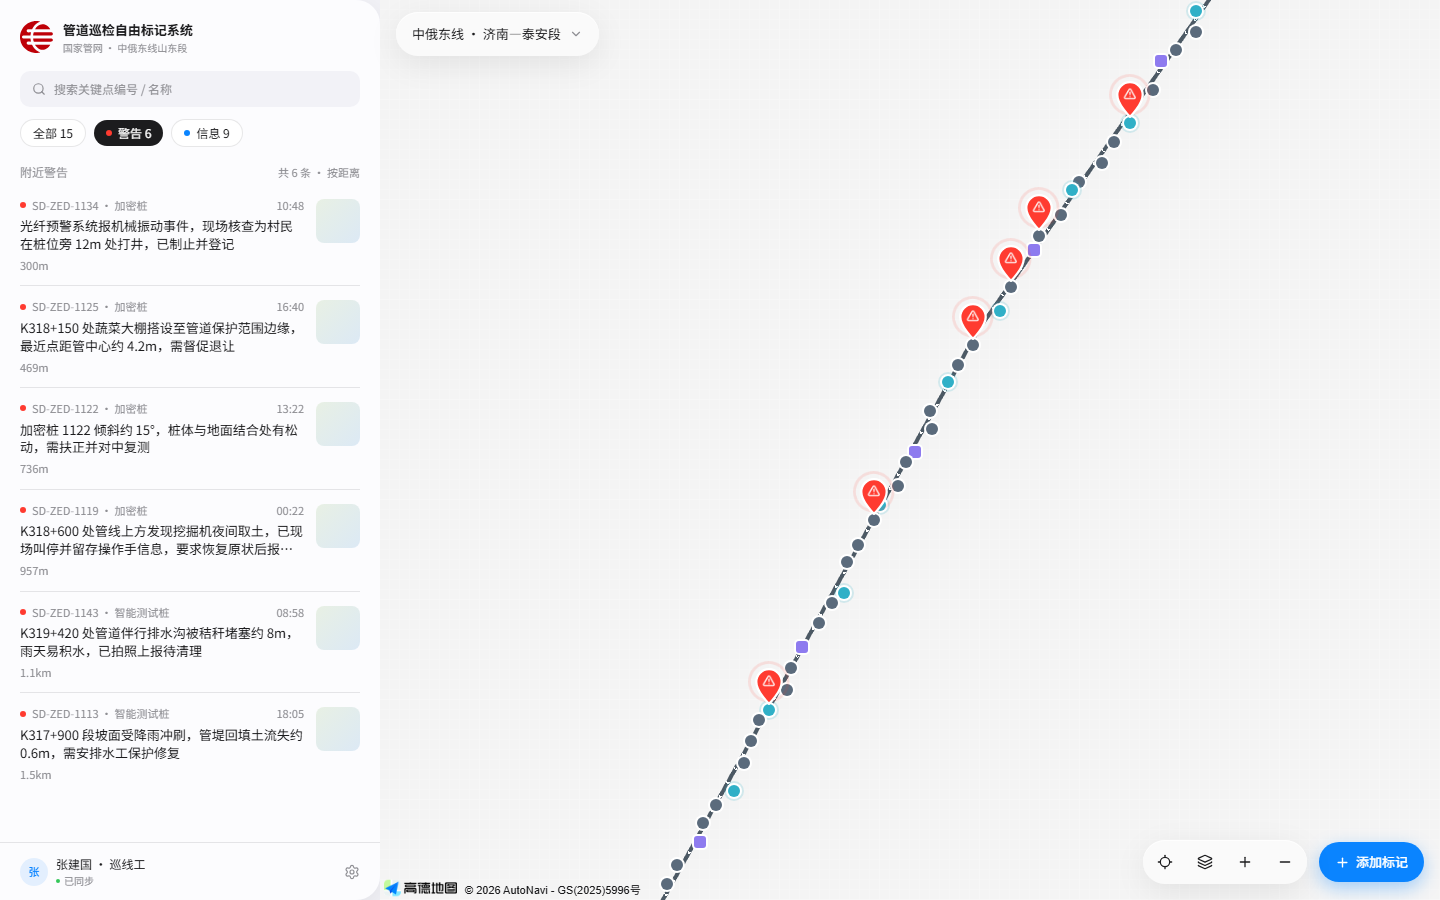 管道巡检自由标记系统
国家管网 · 中俄东线山东段
搜索关键点编号 / 名称
全部 15
警告 6
信息 9
附近警告
共 6 条 · 按距离
SD-ZED-1134 · 加密桩
10:48
光纤预警系统报机械振动事件，现场核查为村民
在桩位旁 12m 处打井，已制止并登记
300m
SD-ZED-1125 · 加密桩
16:40
K318+150 处蔬菜大棚搭设至管道保护范围边缘，
最近点距管中心约 4.2m，需督促退让
469m
SD-ZED-1122 · 加密桩
13:22
加密桩 1122 倾斜约 15°，桩体与地面结合处有松
动，需扶正并对中复测
736m
SD-ZED-1119 · 加密桩
00:22
K318+600 处管线上方发现挖掘机夜间取土，已现
场叫停并留存操作手信息，要求恢复原状后报…
957m
SD-ZED-1143 · 智能测试桩
08:58
K319+420 处管道伴行排水沟被秸秆堵塞约 8m，
雨天易积水，已拍照上报待清理
1.1km
SD-ZED-1113 · 智能测试桩
18:05
K317+900 段坡面受降雨冲刷，管堤回填土流失约
0.6m，需安排水工保护修复
1.5km
张
张建国 · 巡线工
已同步
中俄东线 · 济南—泰安段
高德地图
© 2026 AutoNavi - GS(2025)5996号
添加标记